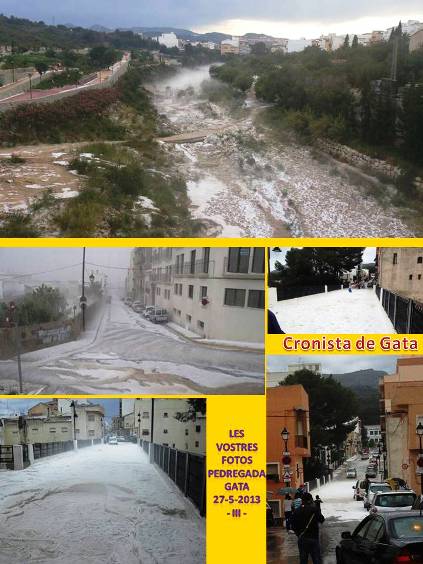 Cronista de Gata
LES
VOSTRES
FOTOS
PEDREGADA
GATA
27-5-2013
- III -